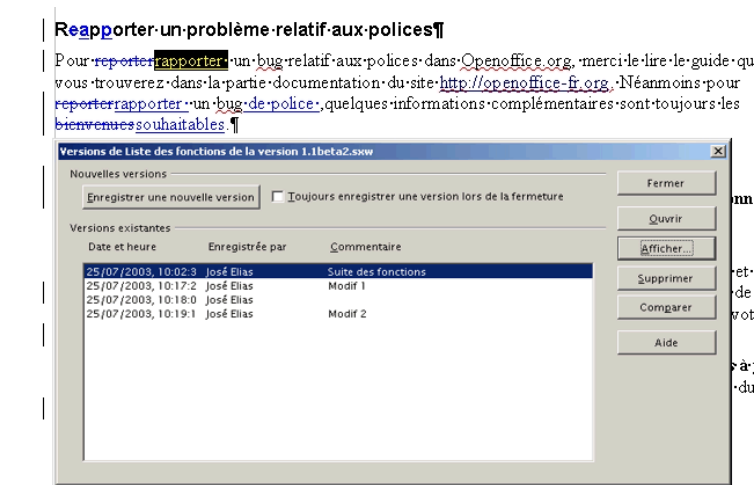 Reapporter·un·problème·relatif·aux·polices¶
Pour·reporterrapporter··un·bug·relatif·aux·polices·dans·Openoffice.org,·merci·le·lire·le·guide·qu
vous·trouverez·dans·la·partie·documentation·du·site·http://openoffice-fr.org.·Néanmoins·pour
reporterrapporter··un·bug·de·police·,quelques·informations·complémentaires·sont·toujours·les
bienvenuessouhaitables.¶
Versions de Liste des fonctions de la version 1.1beta2.sxw
Nouvelles versions
Enregistrer une nouvelle version Toujours enregistrer une version lors de la fermeture
Fermer
Ouvrir
Versions existantes
Date et heure Enregistrée par Commentaire
Afficher...
25/07/2003, 10:02:3 José Elias Suite des fonctions
25/07/2003, 10:17:2 José Elias Modif 1
25/07/2003, 10:18:0 José Elias
25/07/2003, 10:19:1 José Elias Modif 2
Supprimer
Comparer
Aide
onn
·et·
·de
vot
s·à·
·du